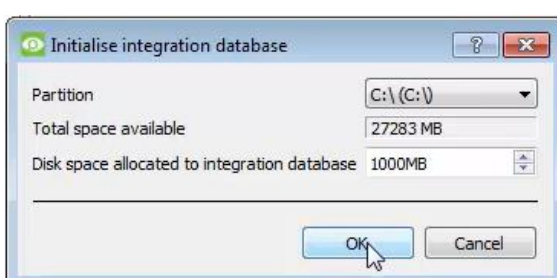 Initialise integration database
Partition C:\ (C:\)
Total space available 27283 MB
Disk space allocated to integration database 1000MB
OK Cancel